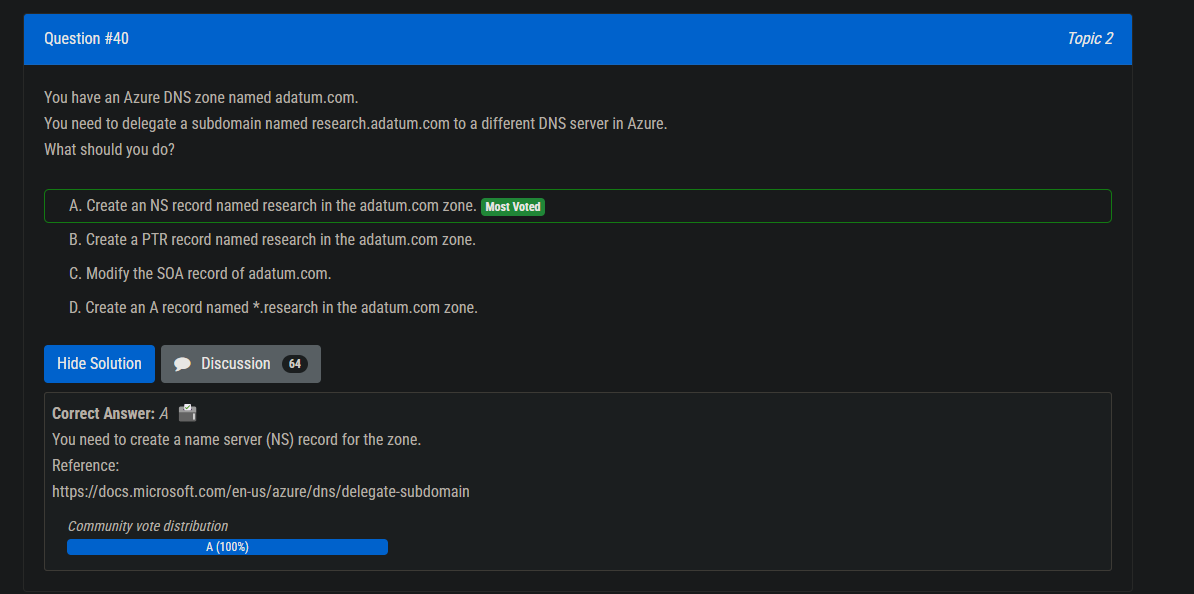 Question #40
Topic 2
You have an Azure DNS zone named adatum.com.
You need to delegate a subdomain named research.adatum.com to a different DNS server in Azure.
What should you do?
A. Create an NS record named research in the adatum.com zone. Most Voted
B. Create a PTR record named research in the adatum.com zone.
C. Modify the SOA record of adatum.com.
D. Create an A record named *.research in the adatum.com zone.
Hide Solution
Discussion 64
Correct Answer: A
You need to create a name server (NS) record for the zone.
Reference:
https://docs.microsoft.com/en-us/azure/dns/delegate-subdomain
Community vote distribution
A (100%)